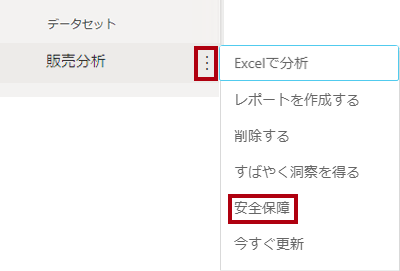 データセット
販売分析
Excelで分析
レポートを作成する
削除する
すばやく洞察を得る
安全保障
今すぐ更新